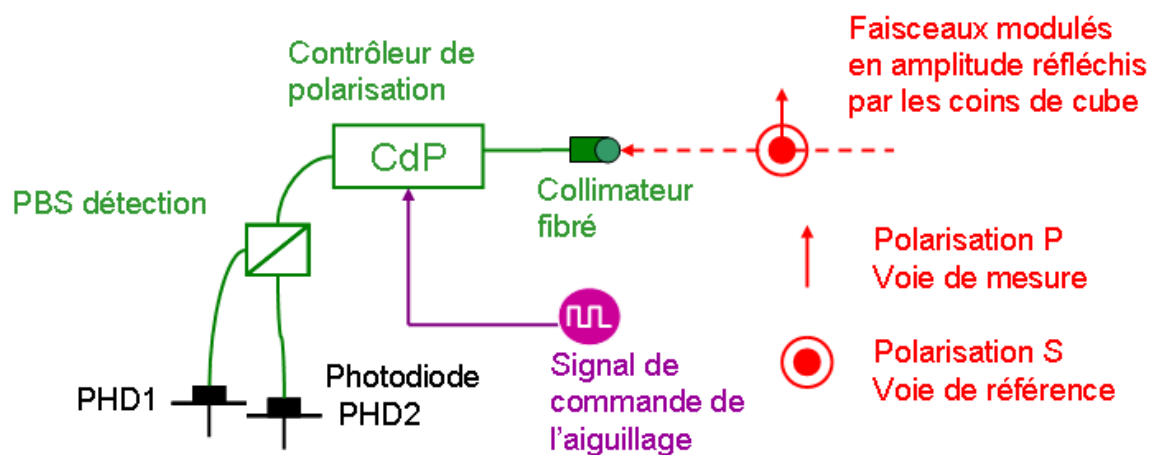 Faisceaux modulés
en amplitude réfléchis
par les coins de cube
Contrôleur de
polarisation
CdP
Collimateur
fibré
PBS détection
Polarisation P
Voie de mesure
Polarisation S
Voie de référence
Signal de
commande de
l'aiguillage
PHD1
Photodiode
PHD2